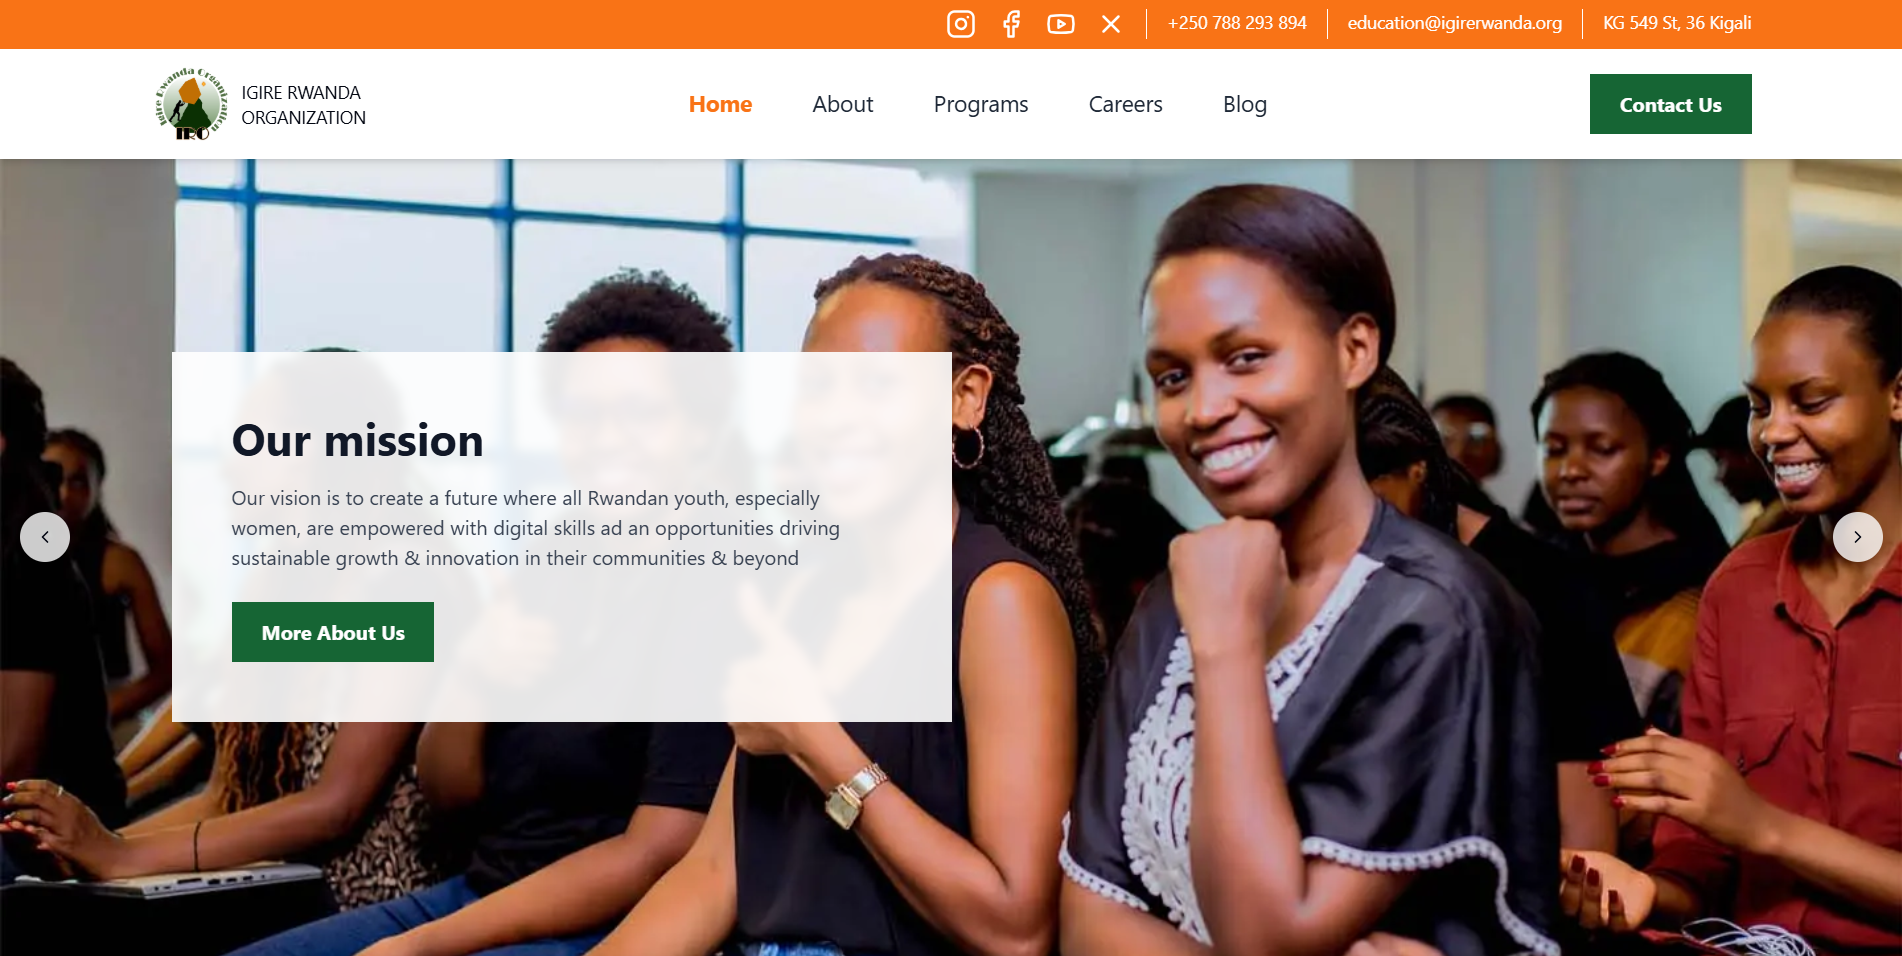 +250 788 293 894
education@igirerwanda.org
KG 549 St, 36 Kigali
Rwanda Organ
IRO
IGIRE RWANDA
ORGANIZATION
Home
About
Programs
Careers
Blog
Contact Us
Our mission
Our vision is to create a future where all Rwandan youth, especially
women, are empowered with digital skills ad an opportunities driving
sustainable growth & innovation in their communities & beyond
More About Us